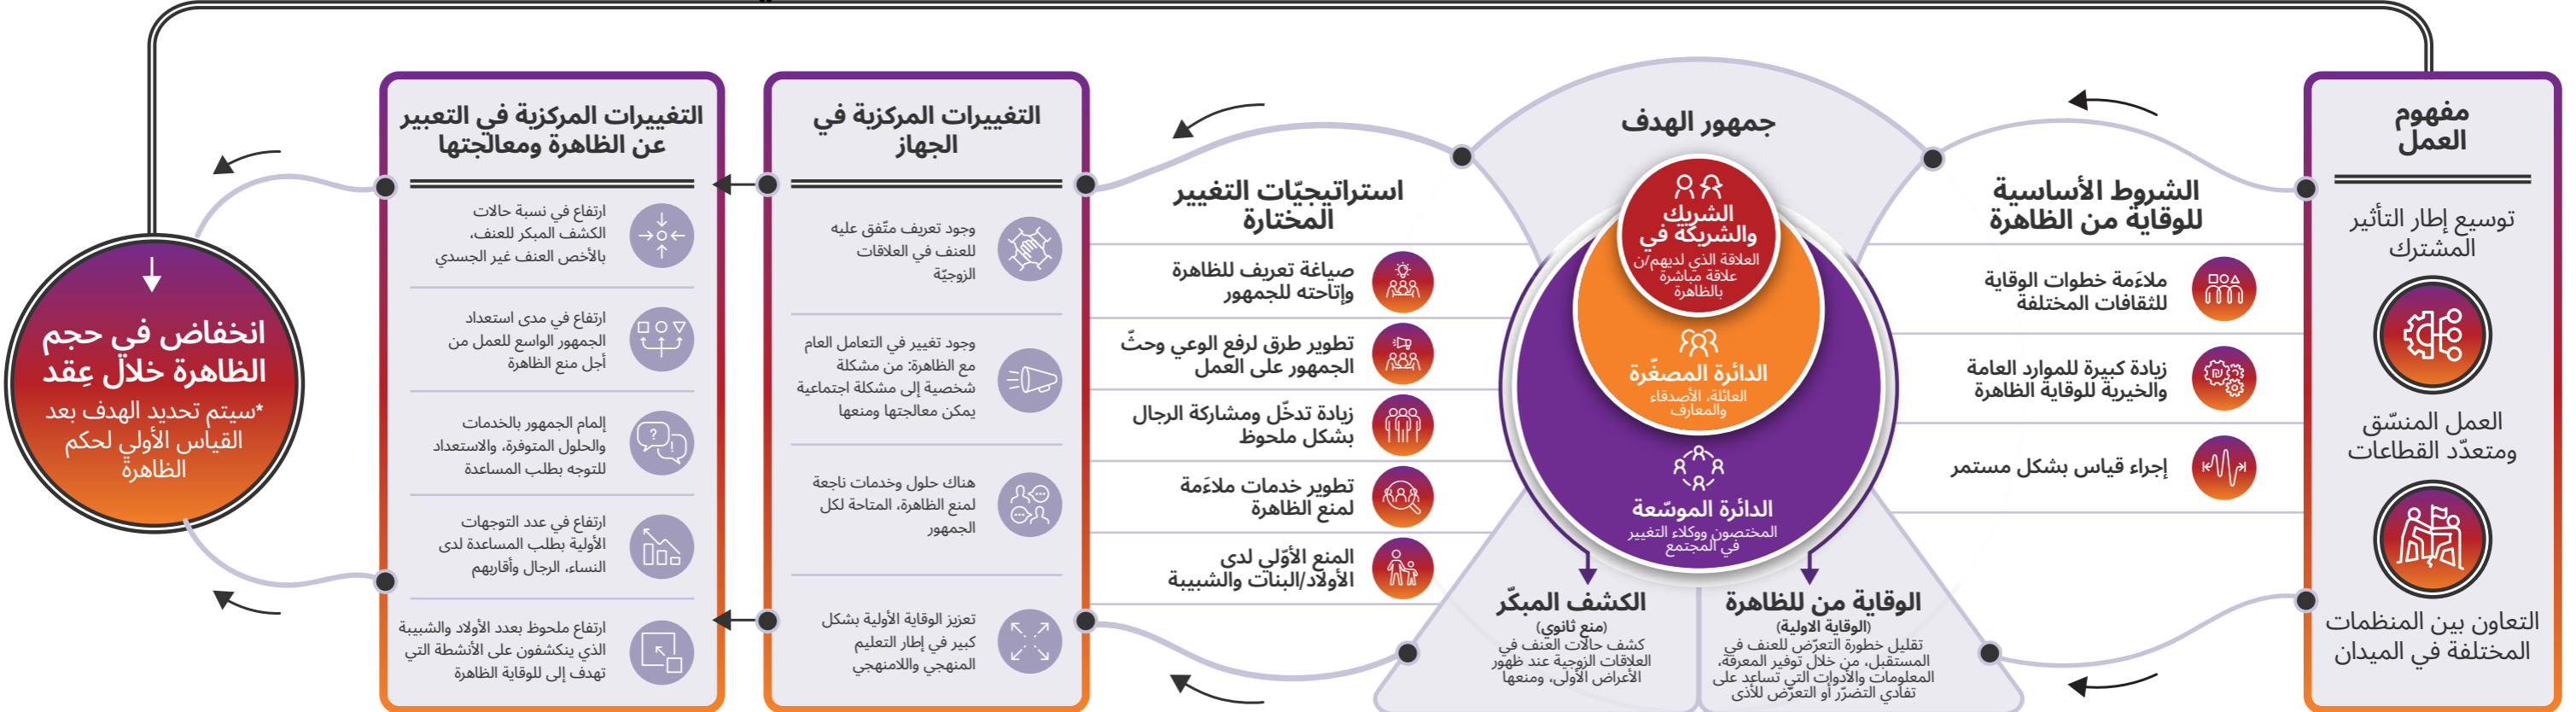 مفهوم
العمل
توسيع إطار التأثير
المشترك
العمل المنسّق
ومتعدّد القطاعات
التعاون بين المنظمات
المختلفة في الميدان
الشروط الأساسية
للوقاية من الظاهرة
ملاءَمة خطوات الوقاية
للثقافات المختلفة
زيادة كبيرة للموارد العامة
والخيرية للوقاية الظاهرة
إجراء قياس بشكل مستمر
جمهور الهدف
الشريك
والشريكة في
العلاقة الذي لديهم/ن
علاقة مباشرة
بالظاهرة
الدائرة المصغّرة
العائلة، الأصدقاء
والمعارف
الدائرة الموسّعة
المختصون ووكلاء التغيير
في المجتمع
الوقاية من للظاهرة
(الوقاية الاولية)
تقليل خطورة التعرّض للعنف في
المستقبل، من خلال توفير المعرفة،
المعلومات والأدوات التي تساعد على
تفادي التضرّر أو التعرّض للأذى
الكشف المبكّر
(منع ثانوي)
كشف حالات العنف في
العلاقات الزوجية عند ظهور
الأعراض الأولى، ومنعها
استراتيجيّات التغيير
المختارة
صياغة تعريف للظاهرة
وإتاحته للجمهور
تطوير طرق لرفع الوعي وحثّ
الجمهور على العمل
زيادة تدخّل ومشاركة الرجال
بشكل ملحوظ
تطوير خدمات ملاءَمة
لمنع الظاهرة
المنع الأوّلي لدى
الأولاد/البنات والشبيبة
التغييرات المركزية في
الجهاز
وجود تعريف متّفق عليه
للعنف في العلاقات
الزوجيّة
وجود تغيير في التعامل العام
مع الظاهرة: من مشكلة
شخصية إلى مشكلة اجتماعية
يمكن معالجتها ومنعها
هناك حلول وخدمات ناجعة
لمنع الظاهرة، المتاحة لكل
الجمهور
تعزيز الوقاية الأولية بشكل
كبير في إطار التعليم
المنهجي واللامنهجي
التغييرات المركزية في التعبير
عن الظاهرة ومعالجتها
ارتفاع في نسبة حالات
الكشف المبكر للعنف،
بالأخص العنف غير الجسدي
ارتفاع في مدى استعداد
الجمهور الواسع للعمل من
أجل منع الظاهرة
إلمام الجمهور بالخدمات
والحلول المتوفرة، والاستعداد
للتوجه بطلب المساعدة
ارتفاع في عدد التوجهات
الأولية بطلب المساعدة لدى
النساء، الرجال وأقاربهم
ارتفاع ملحوظ بعدد الأولاد والشبيبة
الذي ينكشفون على الأنشطة التي
تهدف إلى للوقاية الظاهرة
انخفاض في حجم
الظاهرة خلال عِقد
*سيتم تحديد الهدف بعد
القياس الأولي لحكم
الظاهرة